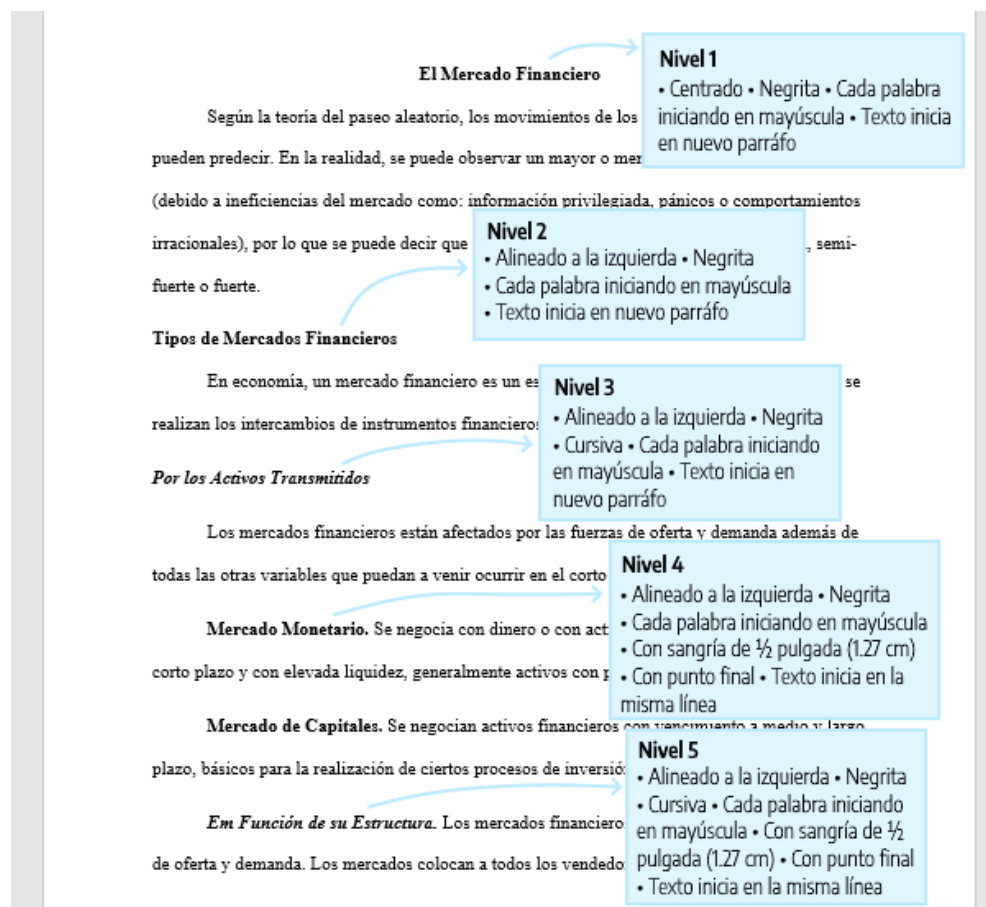 El Mercado Financiero
Nivel 1
• Centrado • Negrita • Cada palabra
iniciando en mayúscula • Texto inicia
en nuevo parráfo
Según la teoría del paseo aleatorio, los movimientos de los
pueden predecir. En la realidad, se puede observar un mayor o
(debido a ineficiencias del mercado como: información privilegiada, pánicos o comportamientos
irracionales), por lo que se puede decir que , semi-
fuerte o fuerte.
Nivel 2
• Alineado a la izquierda • Negrita
• Cada palabra iniciando en mayúscula
• Texto inicia en nuevo parráfo
Tipos de Mercados Financieros
En economía, un mercado financiero es un se
realizan los intercambios de instrumentos
Nivel 3
• Alineado a la izquierda • Negrita
• Cursiva • Cada palabra iniciando
en mayúscula • Texto inicia en
nuevo parráfo
Por los Activos Transmitidos
Los mercados financieros están afectados por las fuerzas de oferta y demanda además de
todas las otras variables que puedan a venir ocurrir en el corto
Nivel 4
• Alineado a la izquierda • Negrita
• Cada palabra iniciando en mayúscula
• Con sangría de ½ pulgada (1.27 cm)
• Con punto final • Texto inicia en la
misma línea
Mercado Monetario. Se negocia con dinero o con
corto plazo y con elevada liquidez, generalmente activos con
Mercado de Capitales. Se negocian activos financieros con vencimiento a medio y largo
plazo, básicos para la realización de ciertos procesos de
Nivel 5
• Alineado a la izquierda • Negrita
• Cursiva • Cada palabra iniciando
en mayúscula • Con sangría de ½
pulgada (1.27 cm) • Con punto final
• Texto inicia en la misma línea
Em Función de su Estructura. Los mercados
de oferta y demanda. Los mercados colocan a todos los